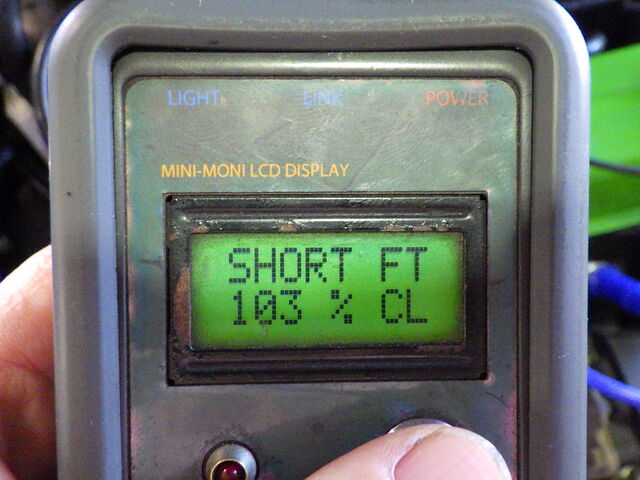 LIGHT LINK POWER
MINI-MONI LCD DISPLAY
SHORT FT
103 % CL